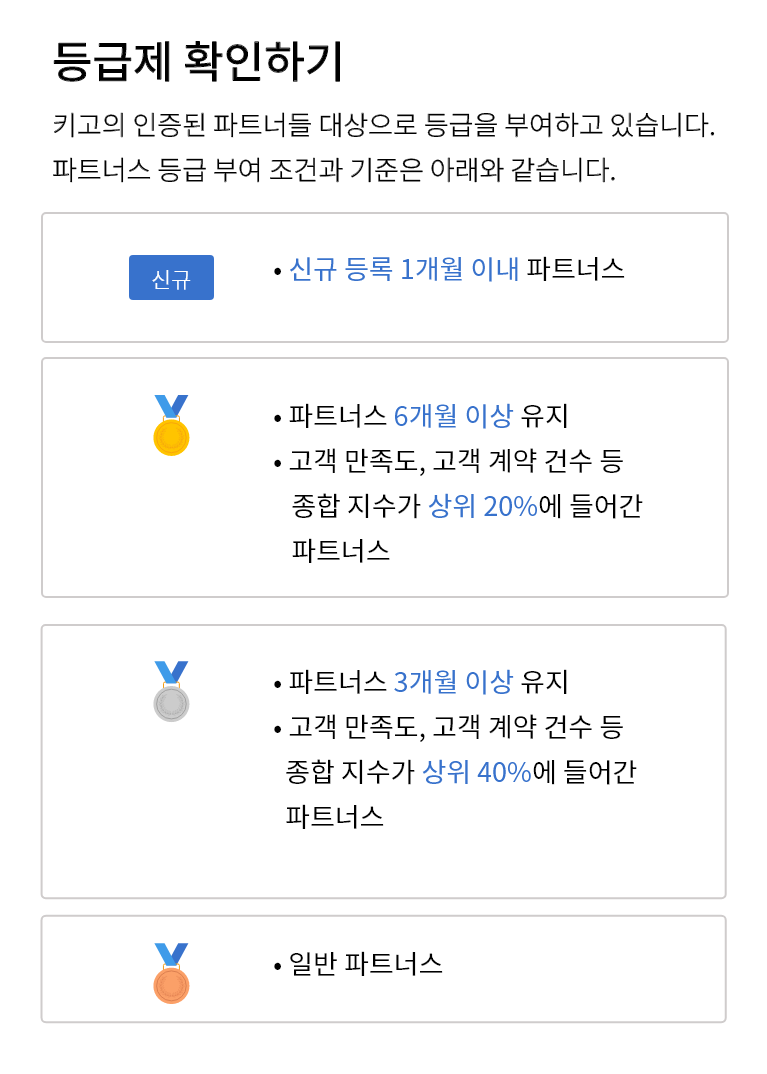 등급제 확인하기
키고의 인증된 파트너들 대상으로 등급을 부여하고 있습니다.
파트너스 등급 부여 조건과 기준은 아래와 같습니다.
신규
• 신규 등록 1개월 이내 파트너스
• 파트너스 6개월 이상 유지
• 고객 만족도, 고객 계약 건수 등
종합 지수가 상위 20%에 들어간
파트너스
• 파트너스 3개월 이상 유지
• 고객 만족도, 고객 계약 건수 등
종합 지수가 상위 40%에 들어간
파트너스
• 일반 파트너스